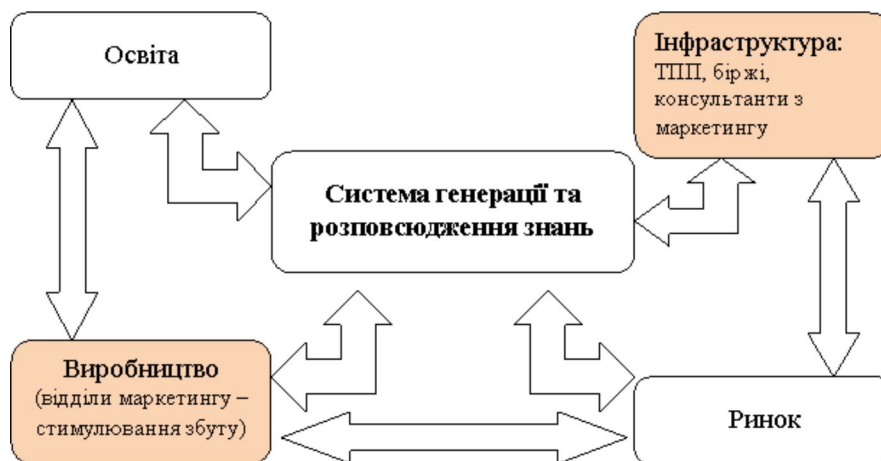 Освіта
Інфраструктура:
ТПП, біржі,
консультанти з
маркетингу
Система генерації та
розповсюдження знань
Виробництво
(відділи маркетингу –
стимулювання збуту)
Ринок